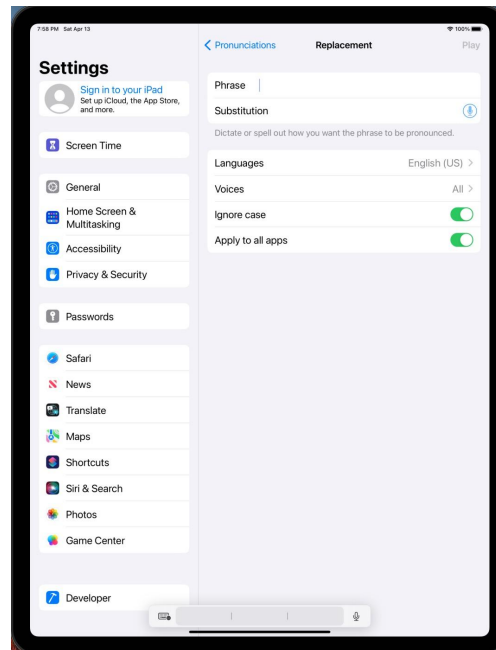 7:58 PM Sat Apr 13
100%
Settings
Sign in to your iPad
Set up iCloud, the App Store,
and more.
Screen Time
General
Home Screen &
Multitasking
Accessibility
Privacy & Security
Passwords
Safari
News
Translate
Maps
Shortcuts
Siri & Search
Photos
Game Center
Developer
Pronunciations Replacement Play
Phrase
Substitution
Dictate or spell out how you want the phrase to be pronounced.
Languages English (US)
Voices All
Ignore case
Apply to all apps